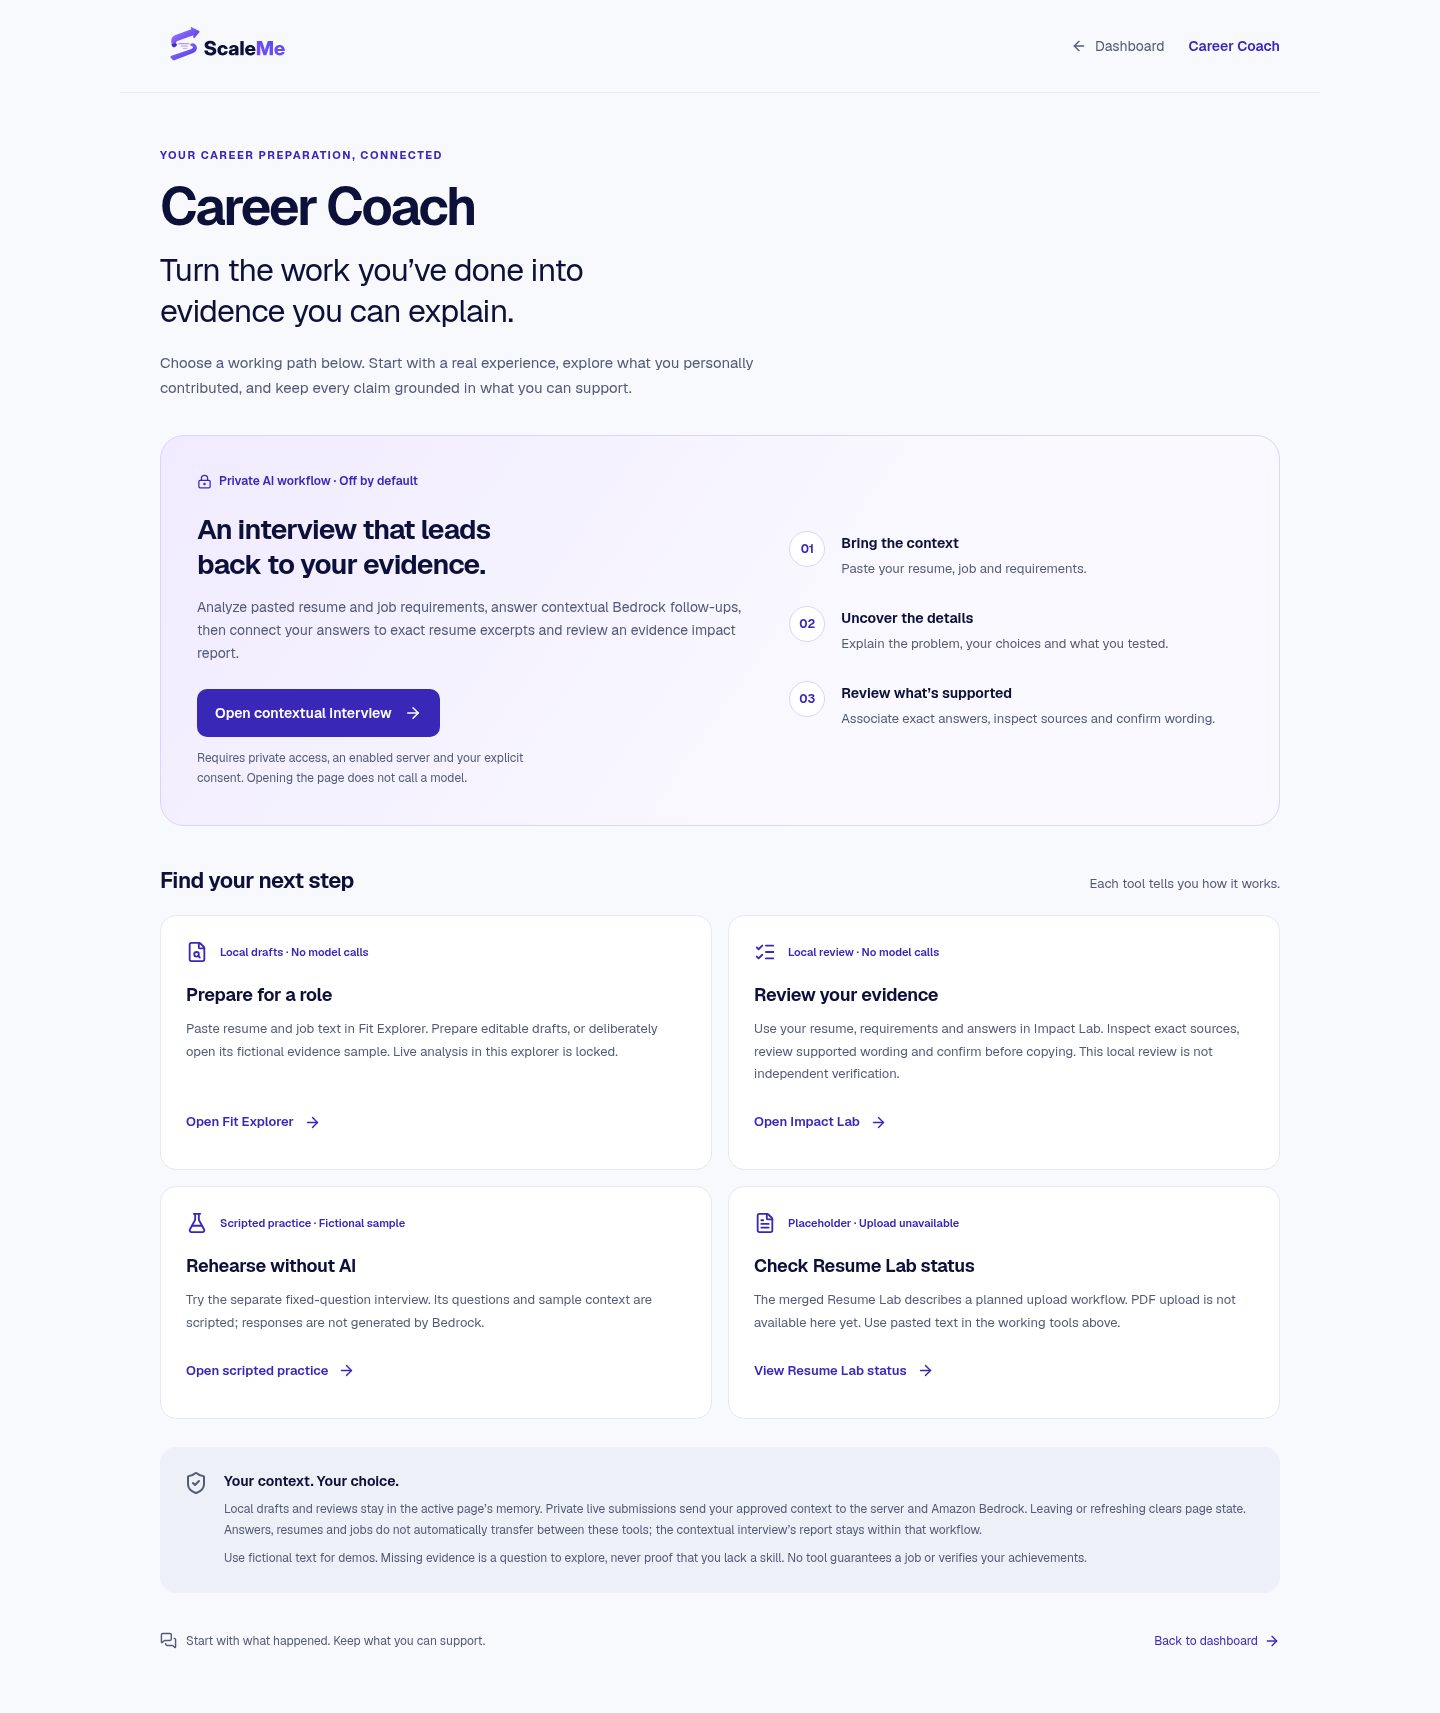 ScaleMe
Dashboard
Career Coach
YOUR CAREER PREPARATION, CONNECTED
Career Coach
Turn the work you’ve done into
evidence you can explain.
Choose a working path below. Start with a real experience, explore what you personally
contributed, and keep every claim grounded in what you can support.
Private AI workflow · Off by default
An interview that leads
back to your evidence.
Analyze pasted resume and job requirements, answer contextual Bedrock follow-ups,
then connect your answers to exact resume excerpts and review an evidence impact
report.
Open contextual interview
Requires private access, an enabled server and your explicit
consent. Opening the page does not call a model.
01
Bring the context
Paste your resume, job and requirements.
02
Uncover the details
Explain the problem, your choices and what you tested.
03
Review what’s supported
Associate exact answers, inspect sources and confirm wording.
Find your next step
Each tool tells you how it works.
Local drafts · No model calls
Prepare for a role
Paste resume and job text in Fit Explorer. Prepare editable drafts, or deliberately
open its fictional evidence sample. Live analysis in this explorer is locked.
Open Fit Explorer
Local review · No model calls
Review your evidence
Use your resume, requirements and answers in Impact Lab. Inspect exact sources,
review supported wording and confirm before copying. This local review is not
independent verification.
Open Impact Lab
Scripted practice · Fictional sample
Rehearse without AI
Try the separate fixed-question interview. Its questions and sample context are
scripted; responses are not generated by Bedrock.
Open scripted practice
Placeholder · Upload unavailable
Check Resume Lab status
The merged Resume Lab describes a planned upload workflow. PDF upload is not
available here yet. Use pasted text in the working tools above.
View Resume Lab status
Your context. Your choice.
Local drafts and reviews stay in the active page’s memory. Private live submissions send your approved context to the server and Amazon Bedrock. Leaving or refreshing clears page state.
Answers, resumes and jobs do not automatically transfer between these tools; the contextual interview’s report stays within that workflow.
Use fictional text for demos. Missing evidence is a question to explore, never proof that you lack a skill. No tool guarantees a job or verifies your achievements.
Start with what happened. Keep what you can support.
Back to dashboard